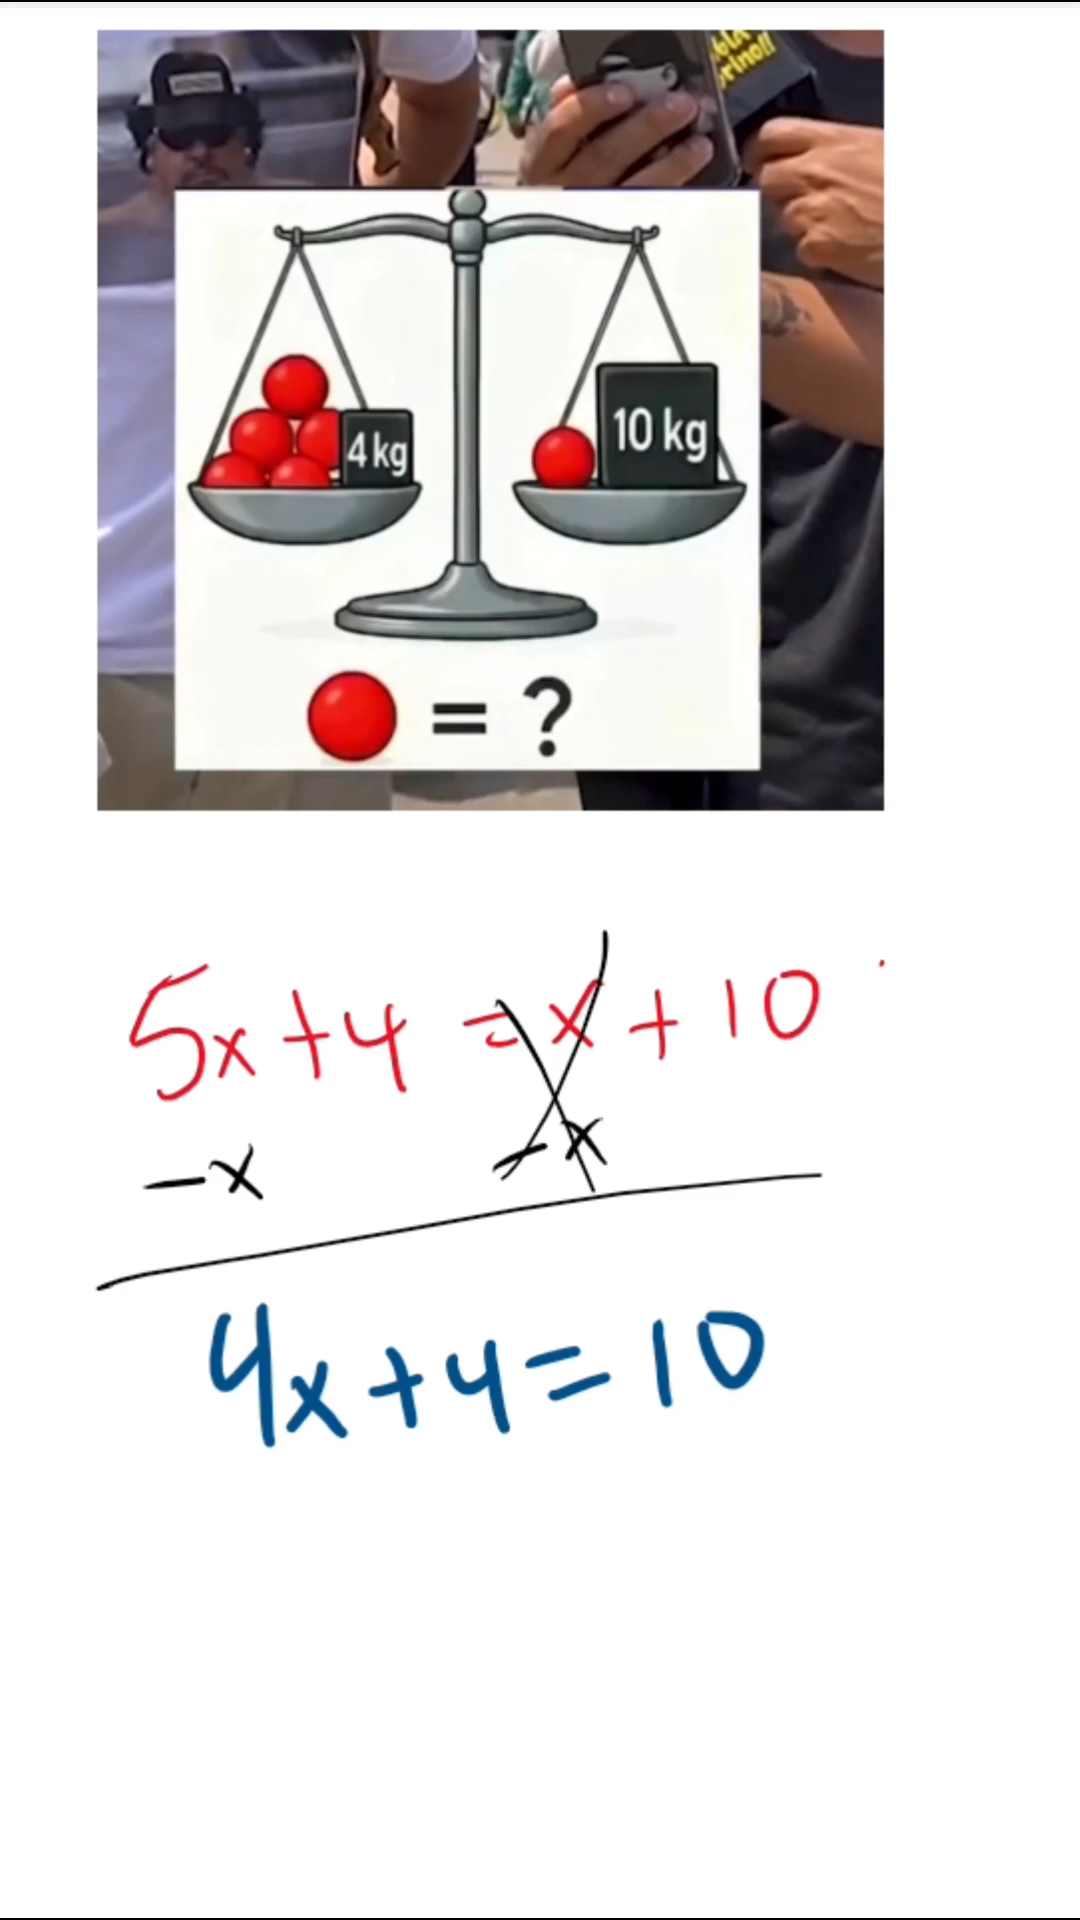 4 kg
10 kg
= ?
5x+4 = x + 10
-x -x
4x+4=10